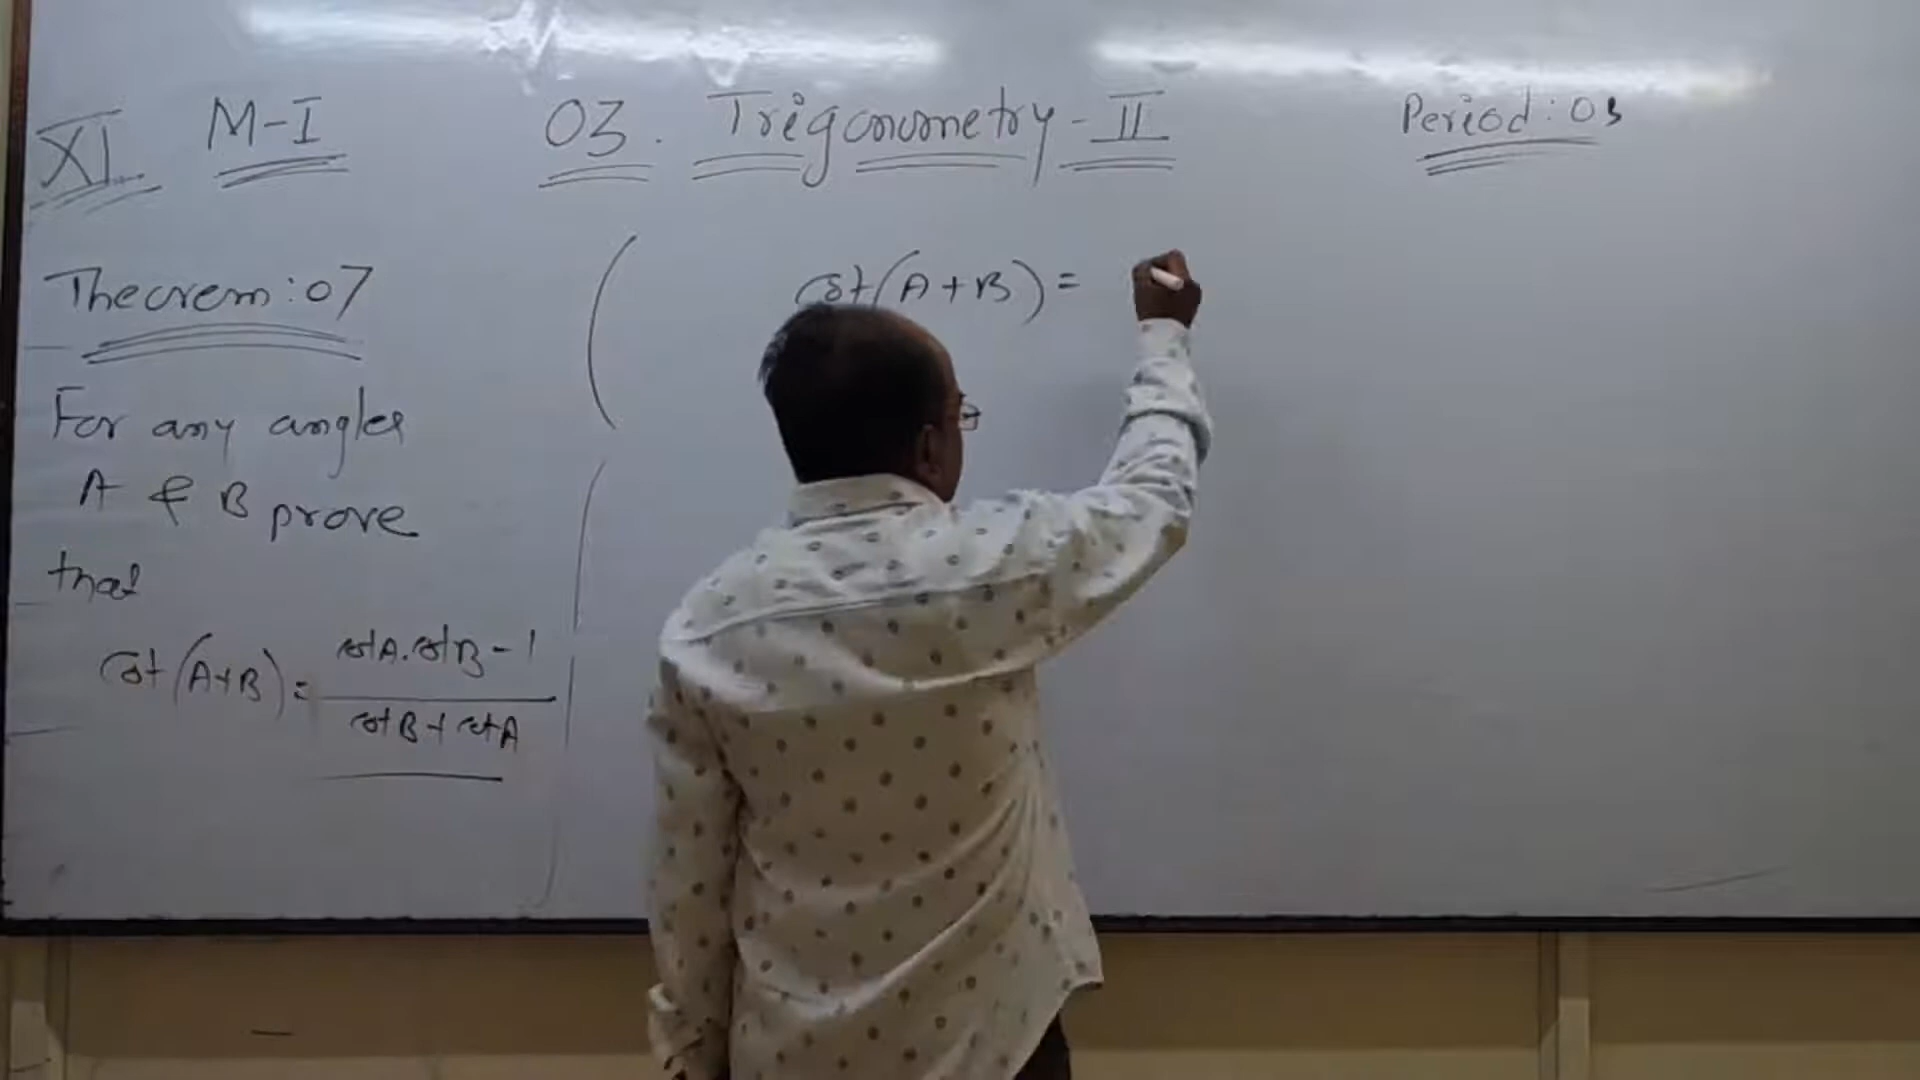 XI M-I 03. Trigonometry-II Period: 03
Theorem: 07
For any angles
A & B prove
that
cot(A+B) = cotA.cotB-1
cotB+cotA
cot(A+B) =